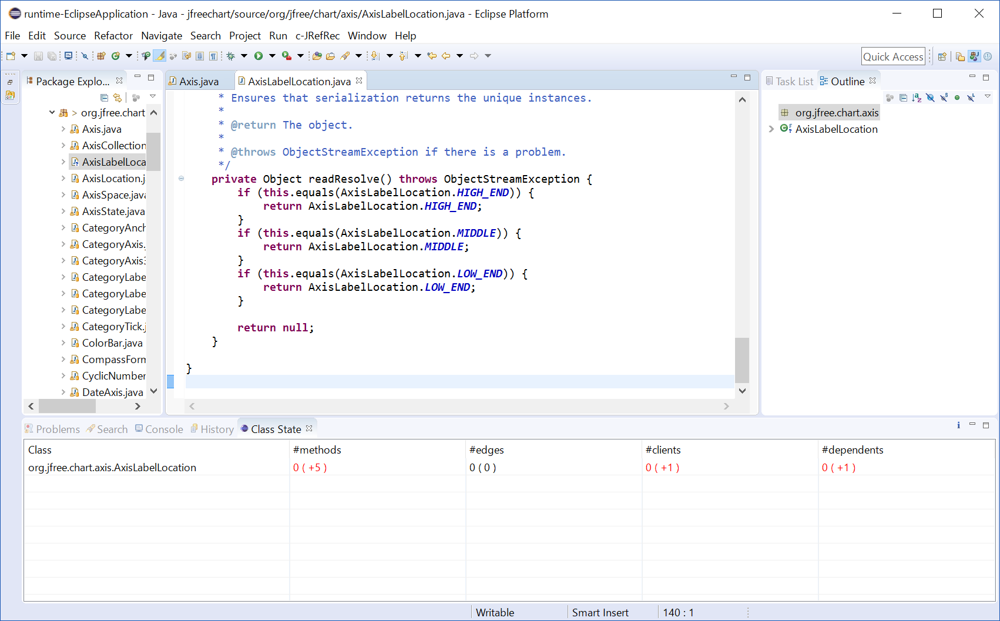 runtime-EclipseApplication - Java - jfreechart/source/org/jfree/chart/axis/AxisLabelLocation.java - Eclipse Platform
File Edit Source Refactor Navigate Search Project Run c-JRefRec Window Help
Quick Access
Package Explo...
> org.jfree.chart
Axis.java
AxisCollection
AxisLabelLoca
AxisLocation.j
AxisSpace.java
AxisState.java
CategoryAnch
CategoryAxis.
CategoryAxis3
CategoryLabe
CategoryLabe
CategoryLabe
CategoryTick.j
ColorBar.java
CompassForm
CyclicNumber
DateAxis.java
Axis.java AxisLabelLocation.java
* Ensures that serialization returns the unique instances.
*
* @return The object.
*
* @throws ObjectStreamException if there is a problem.
*/
private Object readResolve() throws ObjectStreamException {
if (this.equals(AxisLabelLocation.HIGH_END)) {
return AxisLabelLocation.HIGH_END;
}
if (this.equals(AxisLabelLocation.MIDDLE)) {
return AxisLabelLocation.MIDDLE;
}
if (this.equals(AxisLabelLocation.LOW_END)) {
return AxisLabelLocation.LOW_END;
}
return null;
}
}
Task List Outline
org.jfree.chart.axis
AxisLabelLocation
Problems Search Console History Class State
Class #methods #edges #clients #dependents
org.jfree.chart.axis.AxisLabelLocation 0 ( +5 ) 0 ( 0 ) 0 ( +1 ) 0 ( +1 )
Writable Smart Insert 140 : 1